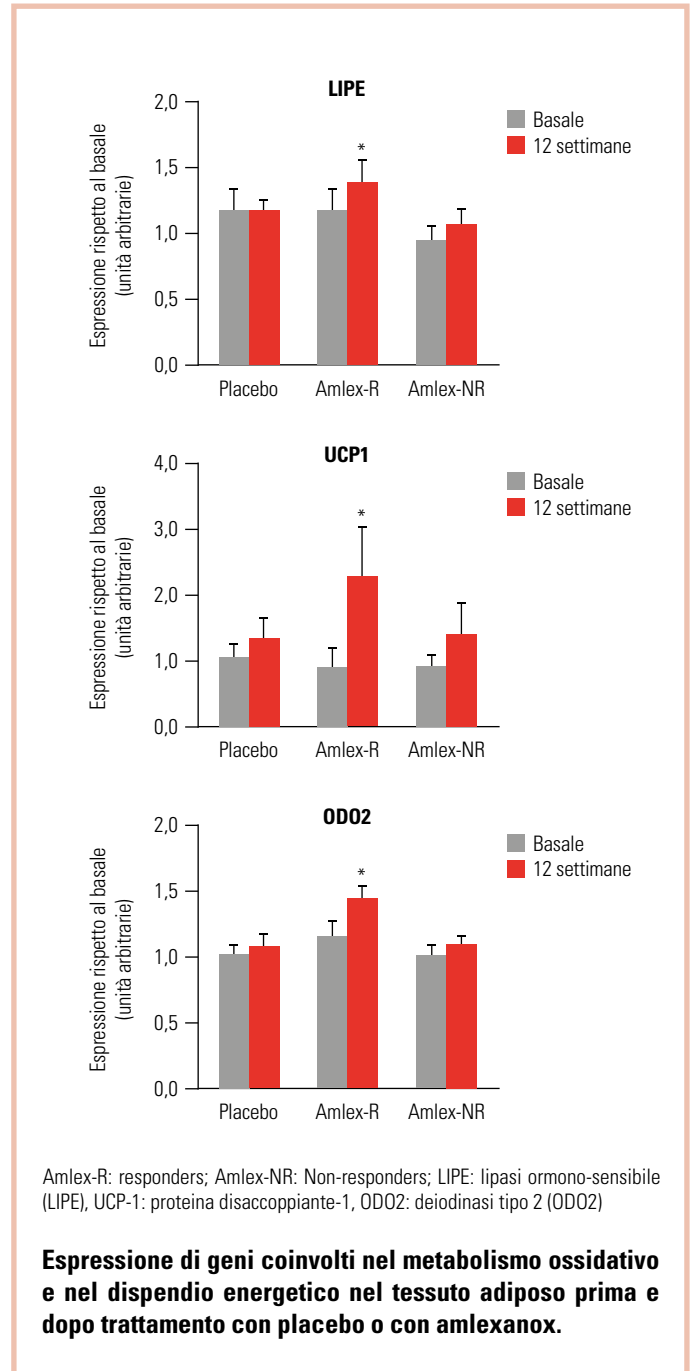 LIPE
Espressione rispetto al basale
(unità arbitrarie)
2,0
1,5
1,0
0,5
0,0
*
Placebo
Amlex-R
Amlex-NR
Basale
12 settimane
UCP1
Espressione rispetto al basale
(unità arbitrarie)
4,0
3,0
2,0
1,0
0,0
*
Placebo
Amlex-R
Amlex-NR
Basale
12 settimane
ODO2
Espressione rispetto al basale
(unità arbitrarie)
2,0
1,5
1,0
0,5
0,0
*
Placebo
Amlex-R
Amlex-NR
Basale
12 settimane
Amlex-R: responders; Amlex-NR: Non-responders; LIPE: lipasi ormono-sensibile
(LIPE), UCP-1: proteina disaccoppiante-1, ODO2: deiodinasi tipo 2 (ODO2)
Espressione di geni coinvolti nel metabolismo ossidativo
e nel dispendio energetico nel tessuto adiposo prima e
dopo trattamento con placebo o con amlexanox.